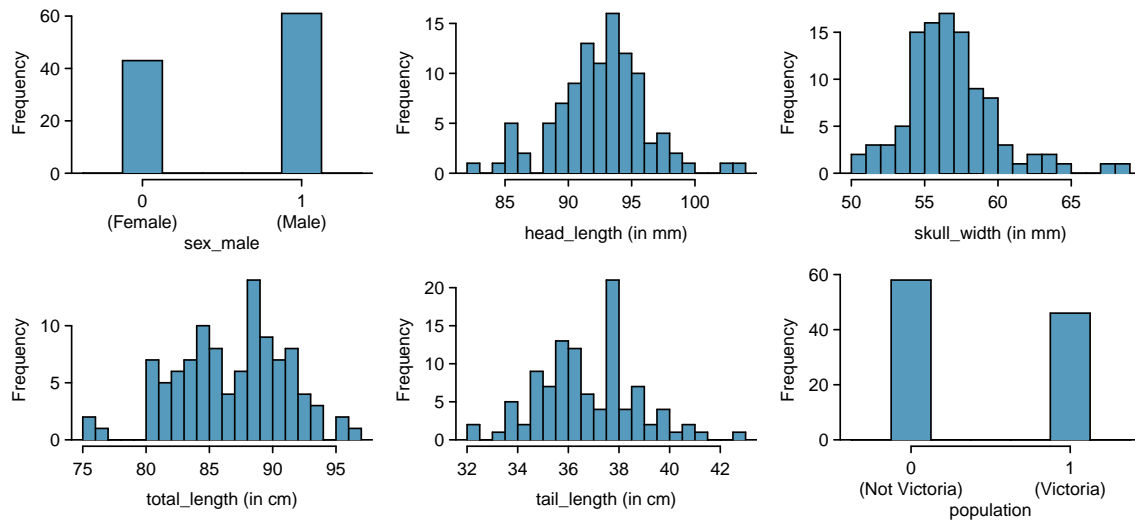 Frequency
60
40
20
0
0
1
(Female)
(Male)
sex_male
Frequency
15
10
5
0
85
90
95
100
head_length (in mm)
Frequency
15
10
5
0
50
55
60
65
skull_width (in mm)
Frequency
10
5
0
75
80
85
90
95
total_length (in cm)
Frequency
20
15
10
5
0
32
34
36
38
40
42
tail_length (in cm)
Frequency
60
40
20
0
0
1
(Not Victoria)
(Victoria)
population